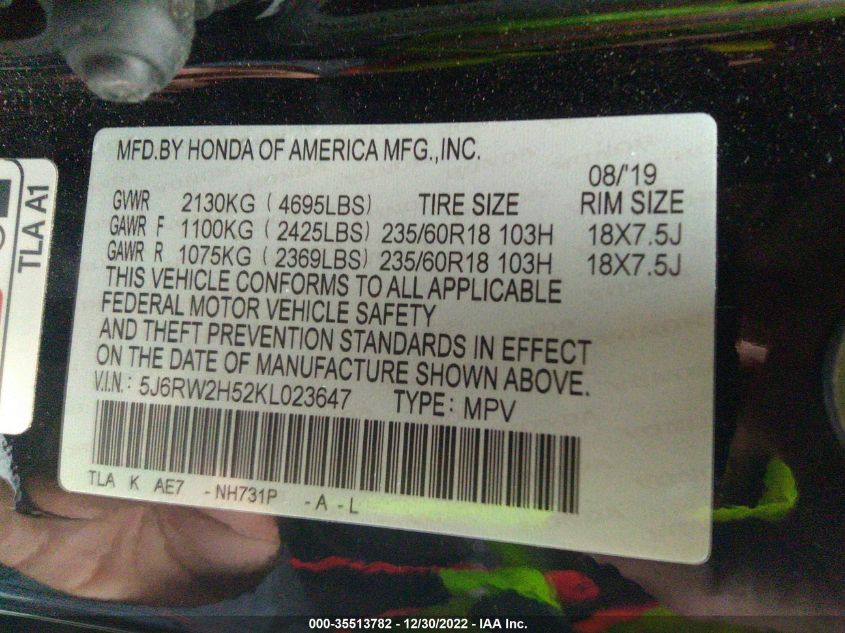 MFD.BY HONDA OF AMERICA MFG.,INC.
08/'19
GVWR 2130KG ( 4695LBS) TIRE SIZE RIM SIZE
GAWR F 1100KG ( 2425LBS) 235/60R18 103H 18X7.5J
GAWR R 1075KG ( 2369LBS) 235/60R18 103H 18X7.5J
THIS VEHICLE CONFORMS TO ALL APPLICABLE
FEDERAL MOTOR VEHICLE SAFETY
AND THEFT PREVENTION STANDARDS IN EFFECT
ON THE DATE OF MANUFACTURE SHOWN ABOVE.
V.I.N.: 5J6RW2H52KL023647 TYPE: MPV
TLA K AE7 -NH731P -A-L
TLA A1
000-35513782 - 12/30/2022 - IAA Inc.